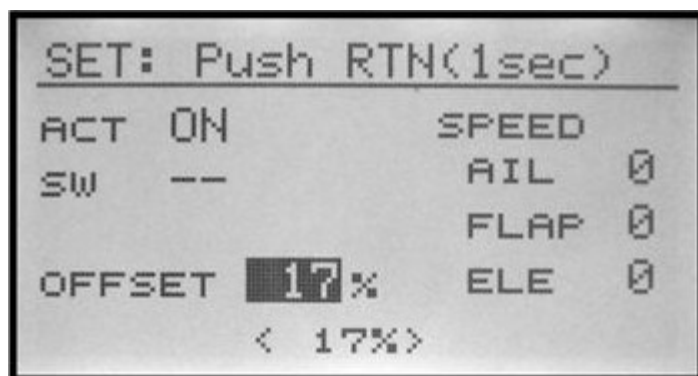 SET: Push RTN(1sec)
ACT ON SPEED
SW -- AIL 0
FLAP 0
OFFSET 17% ELE 0
< 17%>